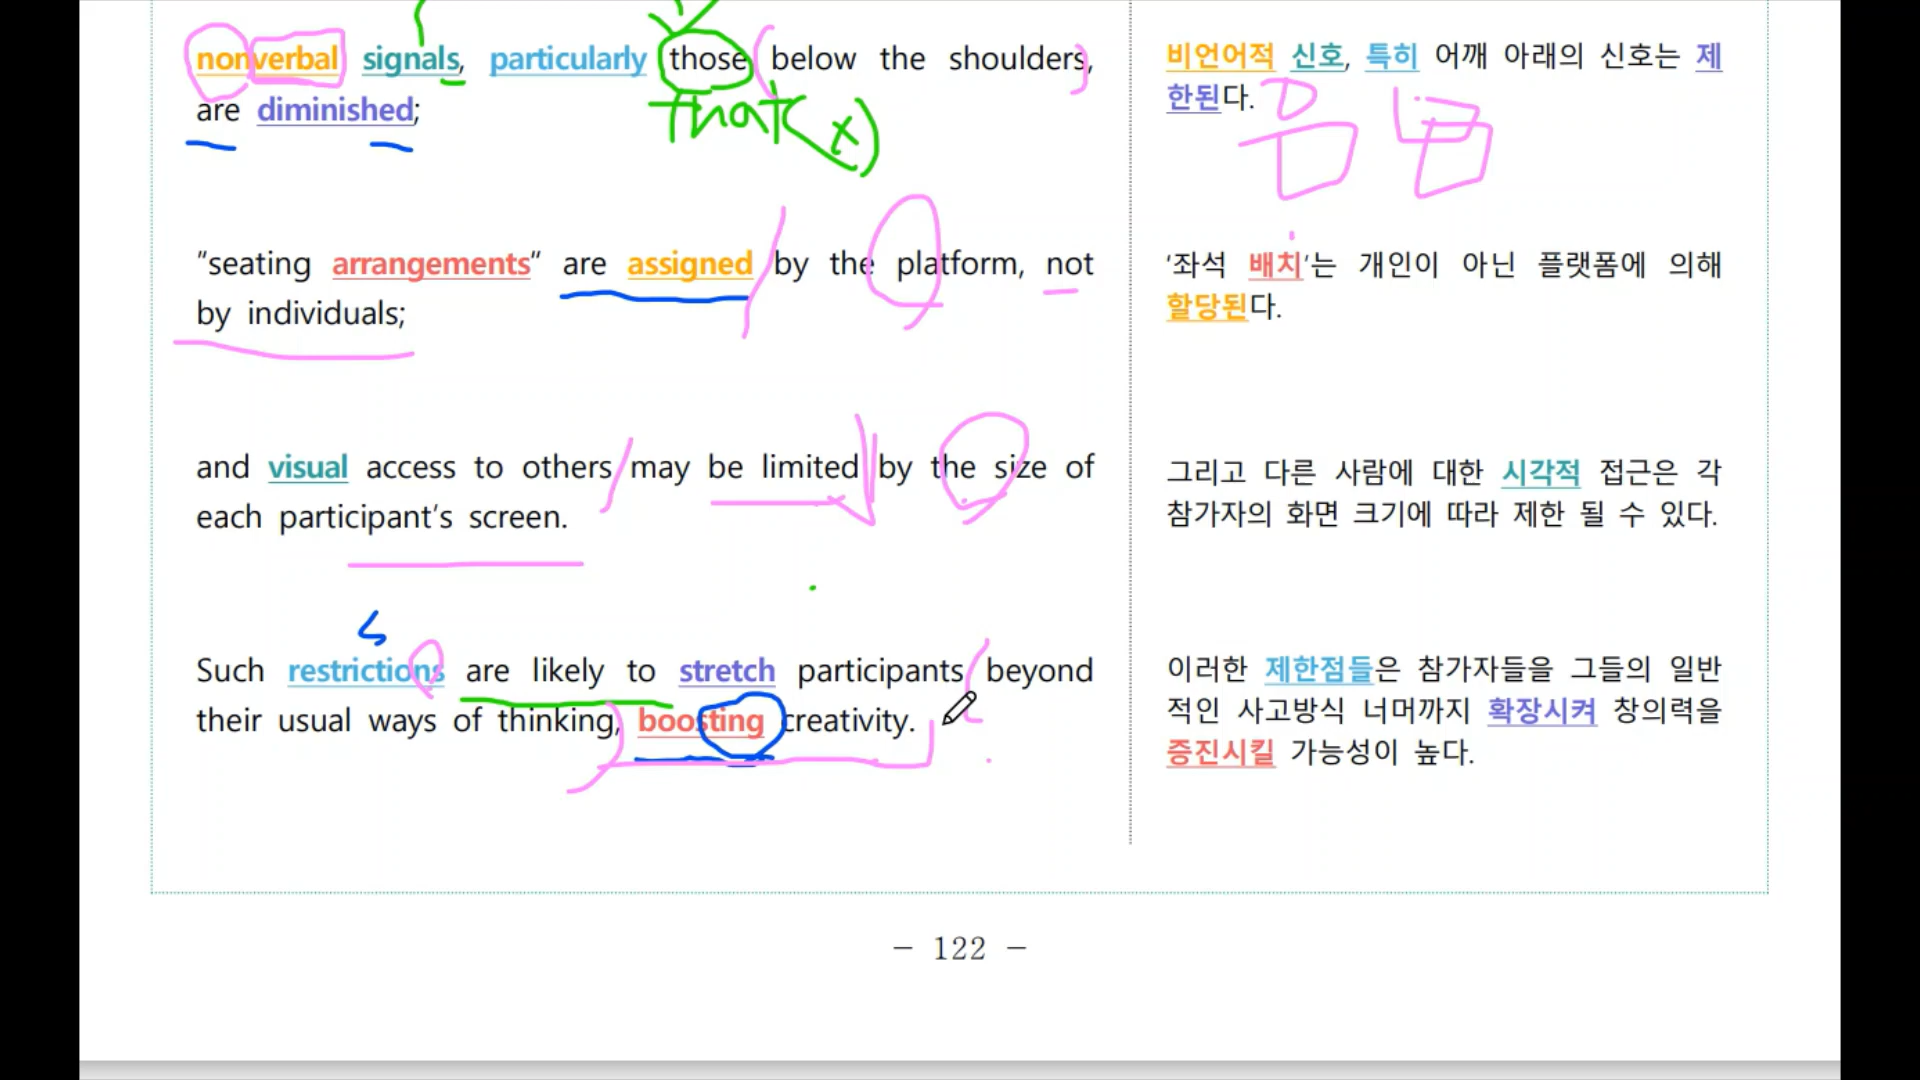 nonverbal signals, particularly those below the shoulders,
are diminished;
that (x)
"seating arrangements" are assigned by the platform, not
by individuals;
and visual access to others may be limited by the size of
each participant's screen.
Such restrictions are likely to stretch participants beyond
their usual ways of thinking, boosting creativity.
비언어적 신호, 특히 어깨 아래의 신호는 제
한된다.
'좌석 배치'는 개인이 아닌 플랫폼에 의해
할당된다.
그리고 다른 사람에 대한 시각적 접근은 각
참가자의 화면 크기에 따라 제한 될 수 있다.
이러한 제한점들은 참가자들을 그들의 일반
적인 사고방식 너머까지 확장시켜 창의력을
증진시킬 가능성이 높다.
- 122 -